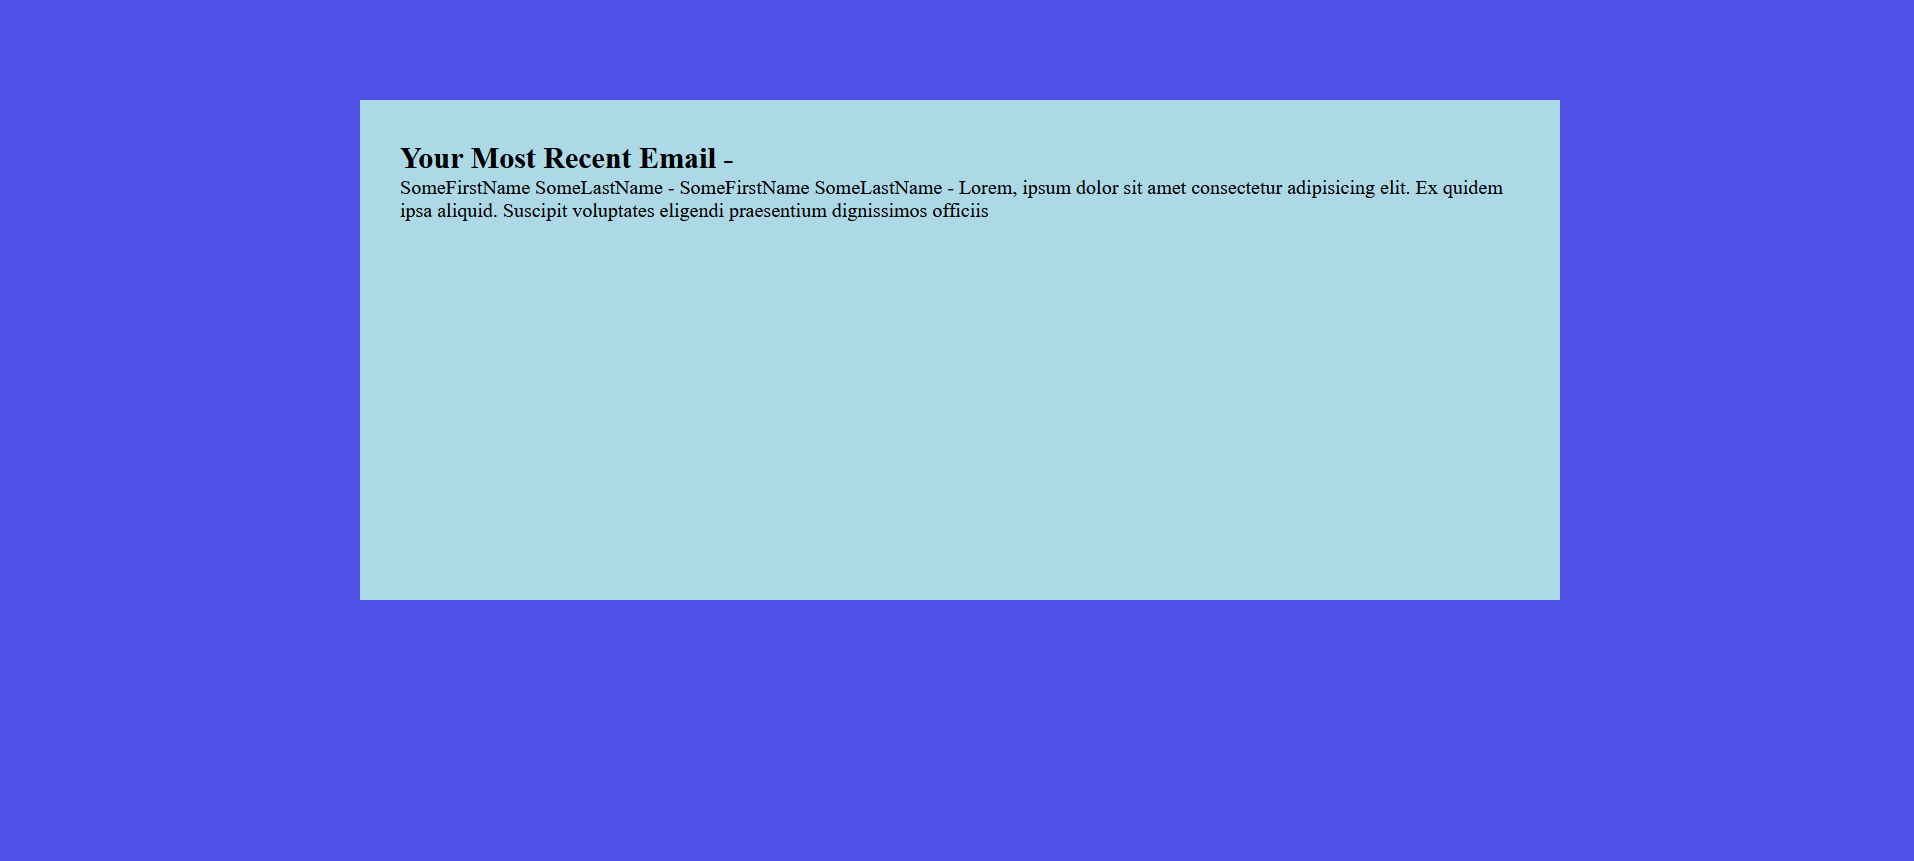 Your Most Recent Email -
SomeFirstName SomeLastName - SomeFirstName SomeLastName - Lorem, ipsum dolor sit amet consectetur adipisicing elit. Ex quidem
ipsa aliquid. Suscipit voluptates eligendi praesentium dignissimos officiis